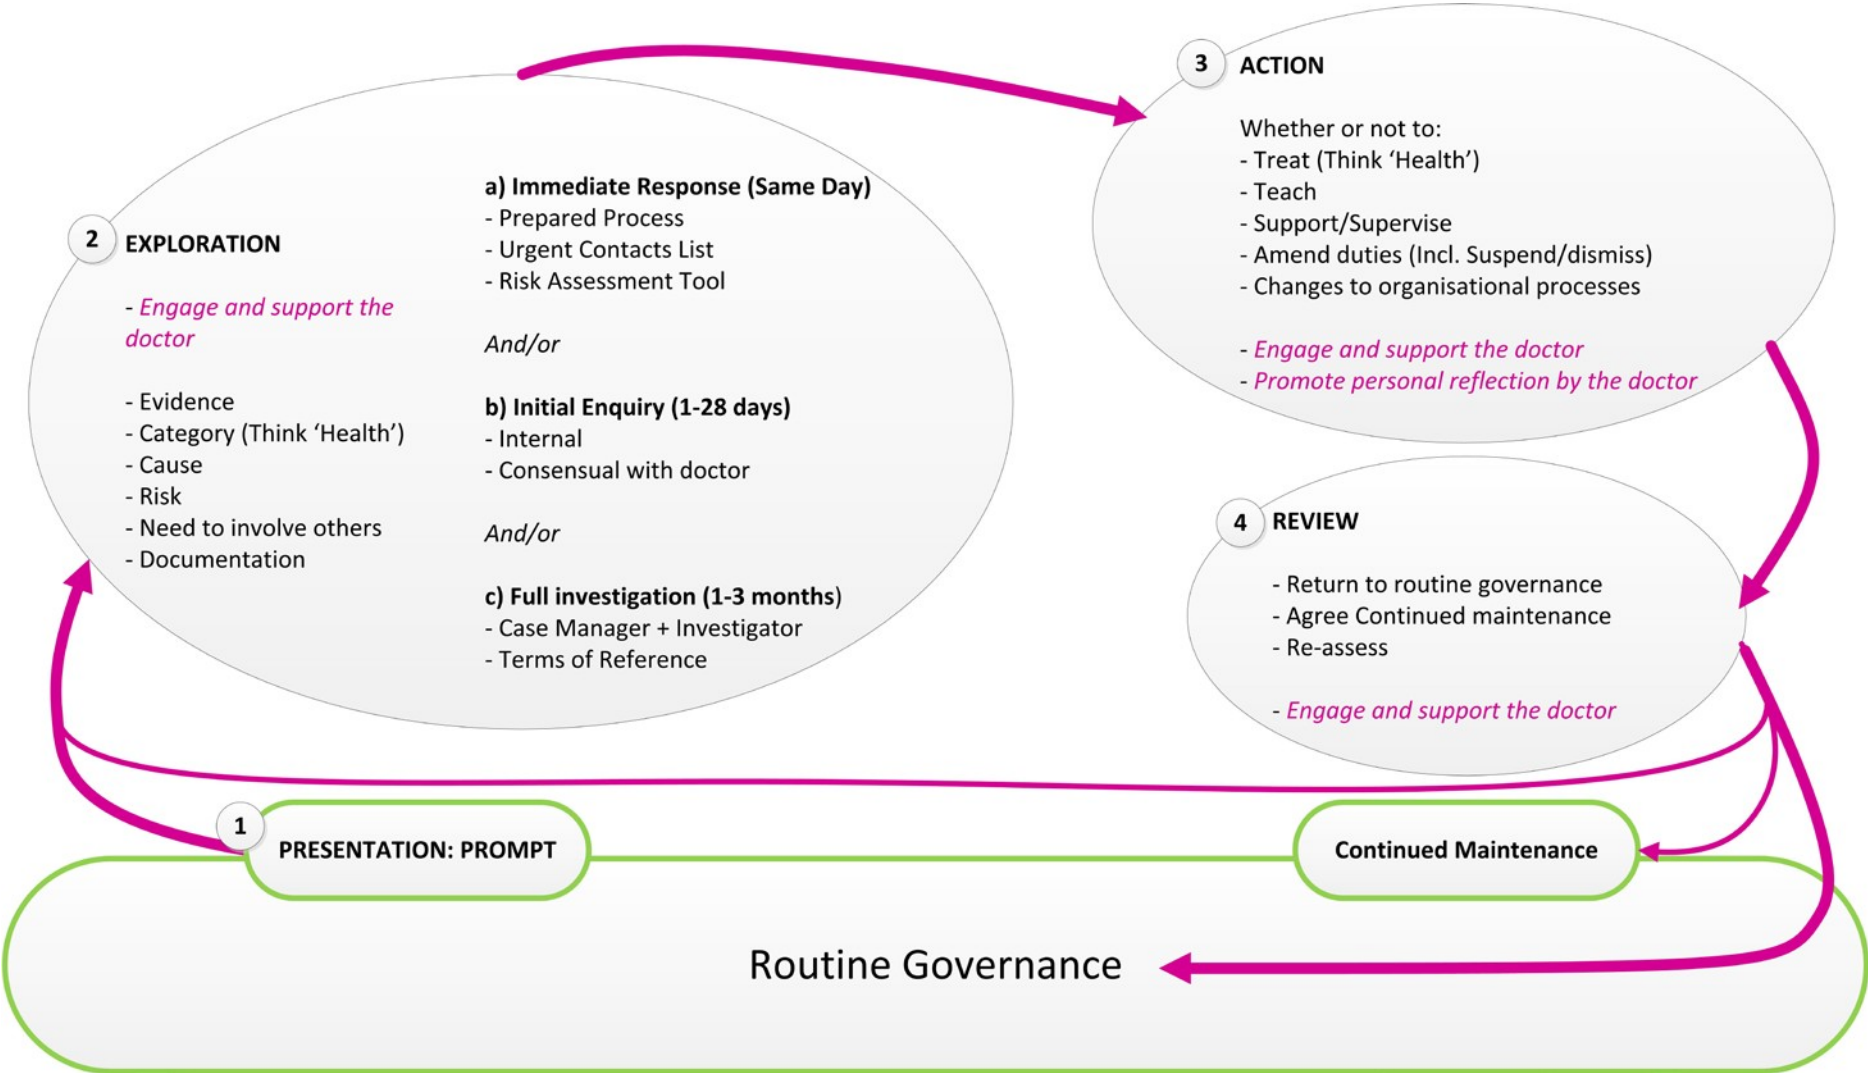 1
PRESENTATION: PROMPT
2
EXPLORATION
- Engage and support the
doctor
- Evidence
- Category (Think ‘Health’)
- Cause
- Risk
- Need to involve others
- Documentation
a) Immediate Response (Same Day)
- Prepared Process
- Urgent Contacts List
- Risk Assessment Tool
And/or
b) Initial Enquiry (1-28 days)
- Internal
- Consensual with doctor
And/or
c) Full investigation (1-3 months)
- Case Manager + Investigator
- Terms of Reference
3
ACTION
Whether or not to:
- Treat (Think ‘Health’)
- Teach
- Support/Supervise
- Amend duties (Incl. Suspend/dismiss)
- Changes to organisational processes
- Engage and support the doctor
- Promote personal reflection by the doctor
4
REVIEW
- Return to routine governance
- Agree Continued maintenance
- Re-assess
- Engage and support the doctor
Continued Maintenance
Routine Governance